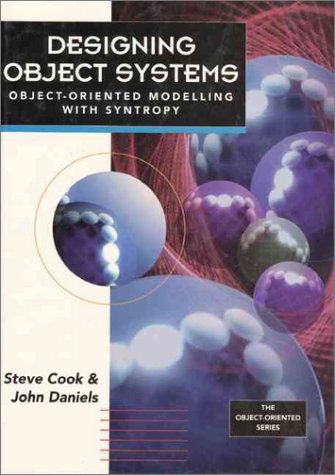 DESIGNING
OBJECT SYSTEMS
OBJECT-ORIENTED MODELLING
WITH SYNTROPY
Steve Cook &
John Daniels
THE
OBJECT-ORIENTED
SERIES